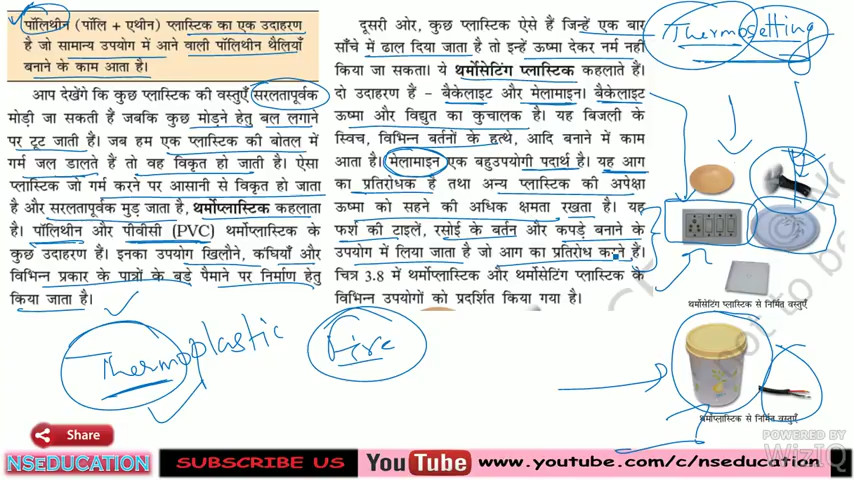 पॉलिथीन (पॉलि + एथीन) प्लास्टिक का एक उदाहरण
है जो सामान्य उपयोग में आने वाली पॉलिथीन थैलियाँ
बनाने के काम आता है।
आप देखेंगे कि कुछ प्लास्टिक की वस्तुएँ सरलतापूर्वक
मोड़ी जा सकती हैं जबकि कुछ मोड़ने हेतु बल लगाने
पर टूट जाती हैं। जब हम एक प्लास्टिक की बोतल में
गर्म जल डालते हैं तो वह विकृत हो जाती है। ऐसा
प्लास्टिक जो गर्म करने पर आसानी से विकृत हो जाता
है और सरलतापूर्वक मुड़ जाता है, थर्मोप्लास्टिक कहलाता
है। पॉलिथीन और पीवीसी (PVC) थर्मोप्लास्टिक के
कुछ उदाहरण हैं। इनका उपयोग खिलौने, कंघियाँ और
विभिन्न प्रकार के पात्रों के बड़े पैमाने पर निर्माण हेतु
किया जाता है।
Thermoplastic
Fire
दूसरी ओर, कुछ प्लास्टिक ऐसे हैं जिन्हें एक बार
साँचे में ढाल दिया जाता है तो इन्हें ऊष्मा देकर नर्म नहीं
किया जा सकता। ये थर्मोसेटिंग प्लास्टिक कहलाते हैं।
दो उदाहरण हैं – बैकेलाइट और मेलामाइन। बैकेलाइट
ऊष्मा और विद्युत का कुचालक है। यह बिजली के
स्विच, विभिन्न बर्तनों के हत्थे, आदि बनाने में काम
आता है। मेलामाइन एक बहुउपयोगी पदार्थ है। यह आग
का प्रतिरोधक है तथा अन्य प्लास्टिक की अपेक्षा
ऊष्मा को सहने की अधिक क्षमता रखता है। यह
फर्श की टाइलें, रसोई के बर्तन और कपड़े बनाने के
उपयोग में लिया जाता है जो आग का प्रतिरोध करते हैं।
चित्र 3.8 में थर्मोप्लास्टिक और थर्मोसेटिंग प्लास्टिक के
विभिन्न उपयोगों को प्रदर्शित किया गया है।
Thermosetting
थर्मोसेटिंग प्लास्टिक से निर्मित वस्तुएँ
थर्मोप्लास्टिक से निर्मित वस्तुएँ
not to be
POWERED BY
WizIQ
Share
NSEDUCATION
SUBSCRIBE US
YouTube
www.youtube.com/c/nseducation